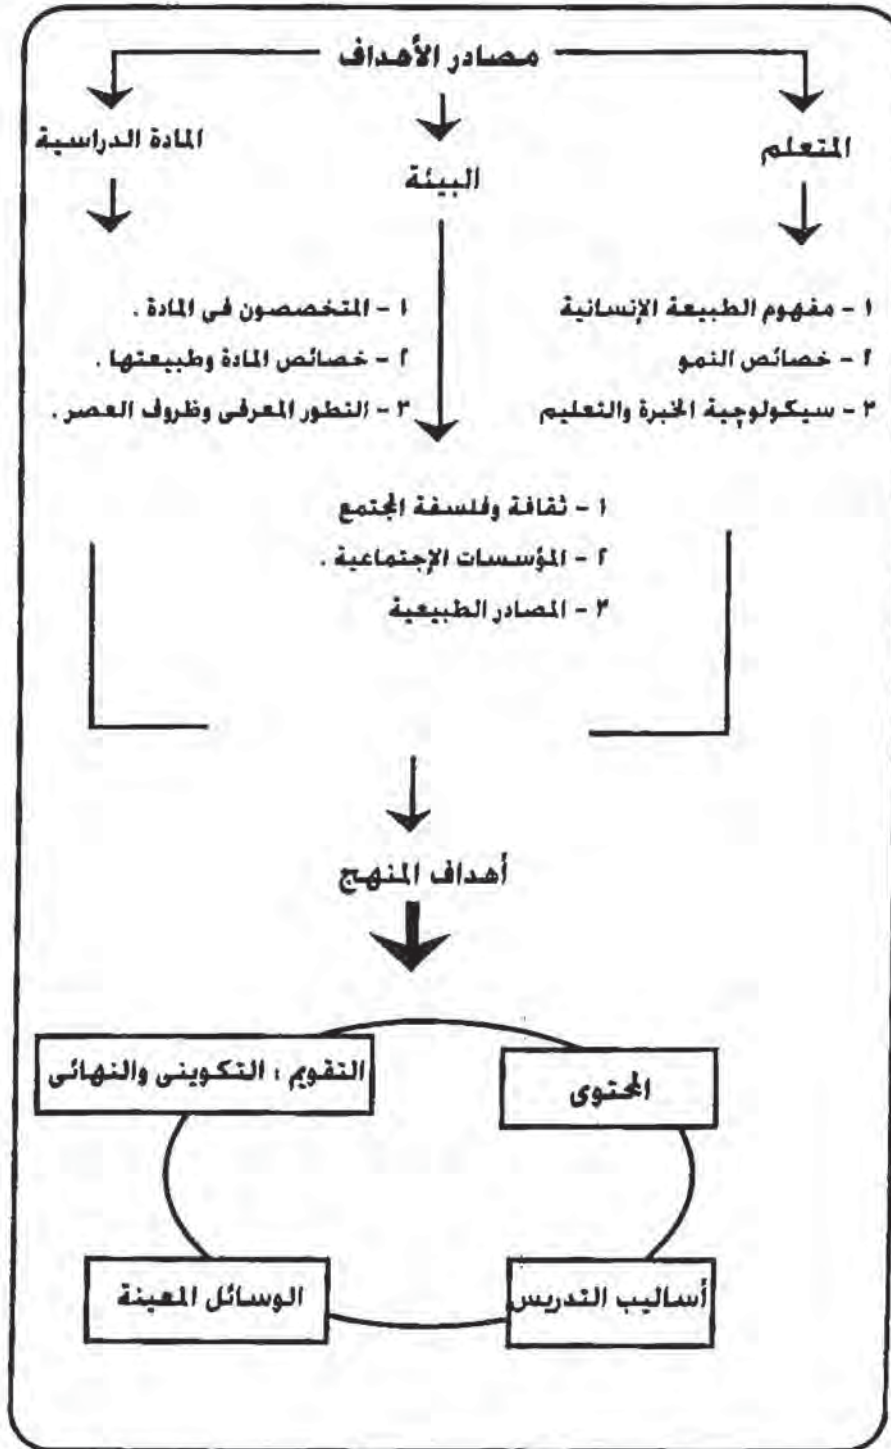 مصادر الأهداف
المتعلم
البيئة
المادة الدراسية
١ - مفهوم الطبيعة الإنسانية
٢ - خصائص النمو
٣ - سيكولوجية الخبرة والتعليم
١ - المتخصصون فى المادة .
٢ - خصائص المادة وطبيعتها .
٣ - التطور المعرفى وظروف العصر .
١ - ثقافة وفلسفة المجتمع
٢ - المؤسسات الإجتماعية .
٣ - المصادر الطبيعية
أهداف المنهج
المحتوى
التقويم : التكوينى والنهائى
أساليب التدريس
الوسائل المعينة